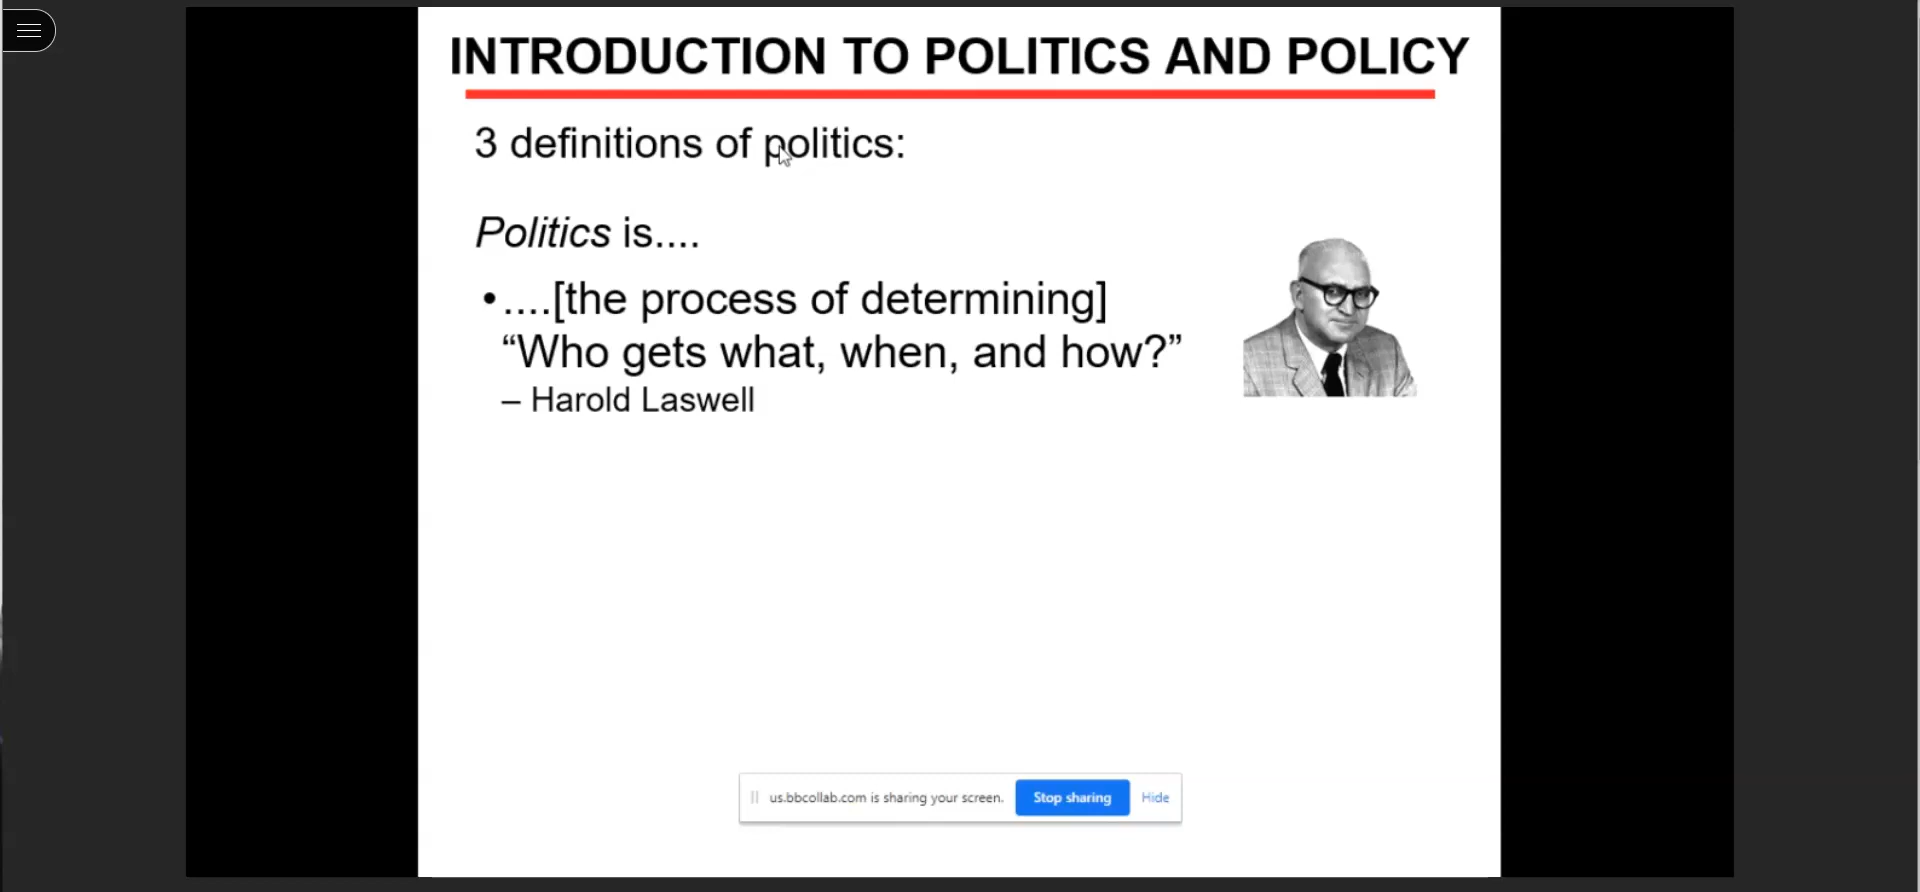 INTRODUCTION TO POLITICS AND POLICY
3 definitions of politics:
Politics is....
•....[the process of determining]
“Who gets what, when, and how?”
– Harold Laswell
us.bbcollab.com is sharing your screen. Stop sharing Hide